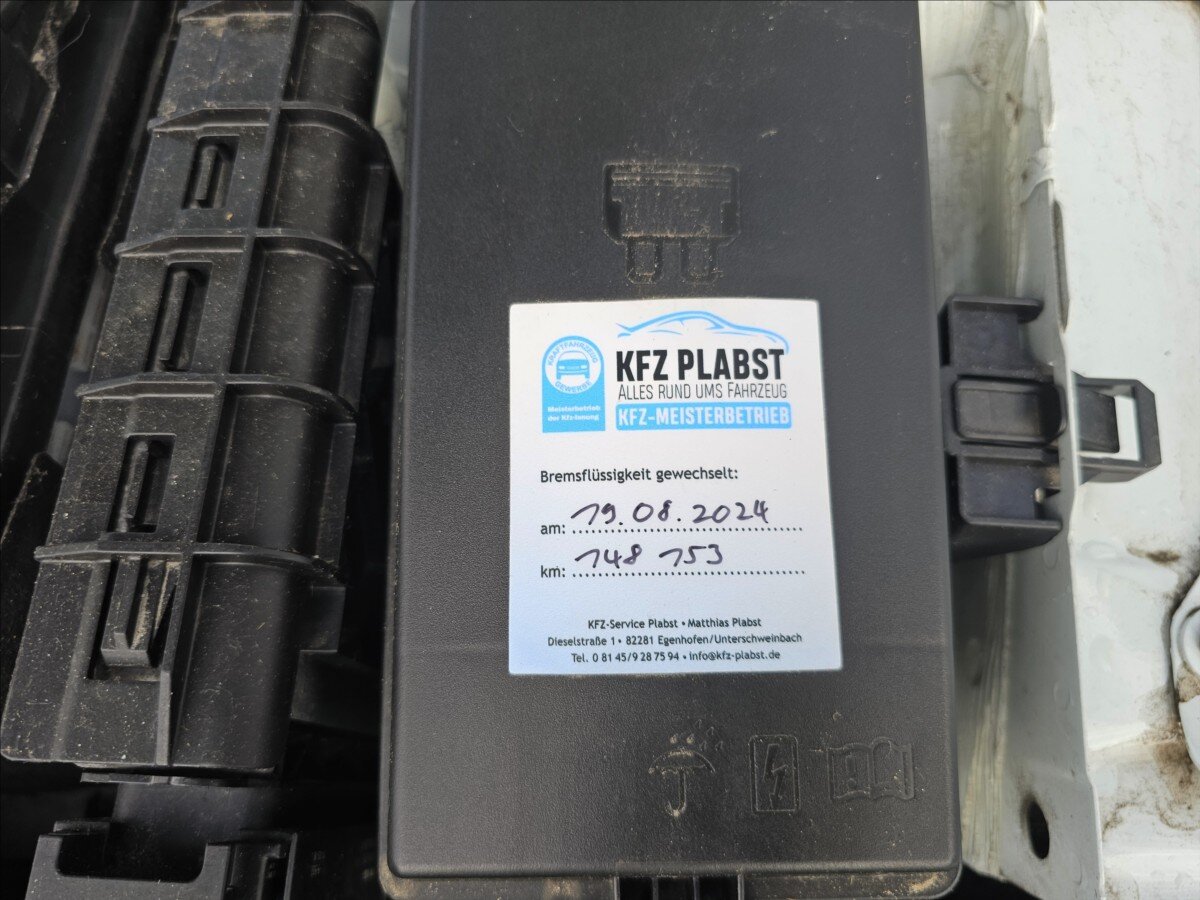 KRAFTFAHRZEUG
GEWERBE
Meisterbetrieb
der Kfz-Innung
KFZ PLABST
ALLES RUND UMS FAHRZEUG
KFZ-MEISTERBETRIEB
Bremsflüssigkeit gewechselt:
am: 19.08.2024
km: 148 153
KFZ-Service Plabst • Matthias Plabst
Dieselstraße 1 • 82281 Egenhofen/Unterschweinbach
Tel. 0 81 45/9 28 75 94 • info@kfz-plabst.de